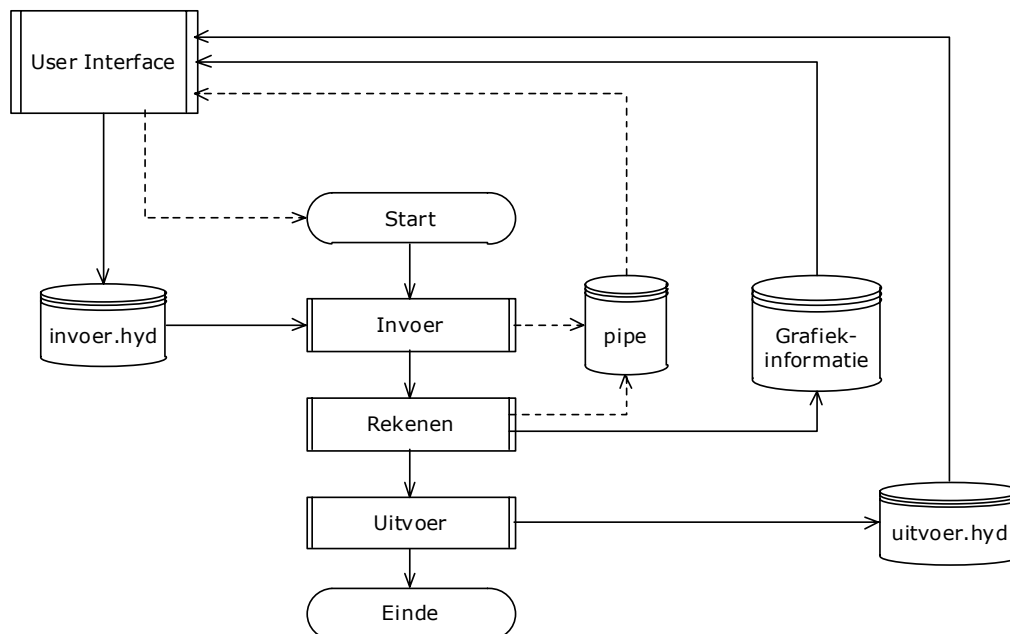 User Interface
Start
invoer.hyd
Invoer
pipe
Grafiek-
informatie
Rekenen
Uitvoer
uitvoer.hyd
Einde